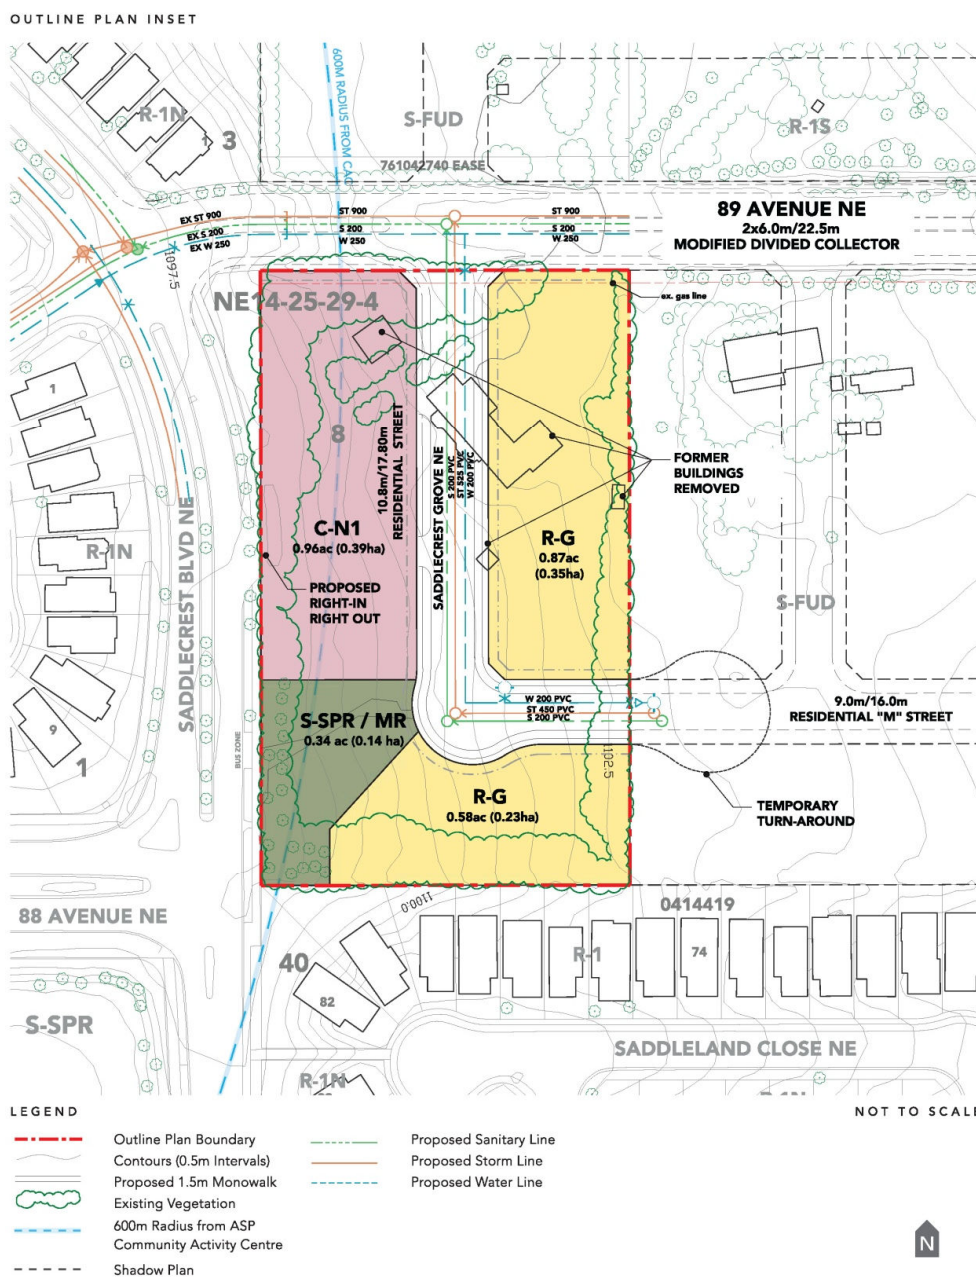 OUTLINE PLAN INSET
R-1N
3
1
600M RADIUS FROM CAC
S-FUD
R-1S
761042740 EASE
EX ST 900
EX S 200
EX W 250
ST 900
S 200
W 250
ST 900
S 200
W 250
89 AVENUE NE
2x6.0m/22.5m
MODIFIED DIVIDED COLLECTOR
1097.5
NE14-25-29-4
ex. gas line
8
10.8m/17.80m
RESIDENTIAL STREET
SADDLECREST GROVE NE
S 200 PVC
ST 525 PVC
W 200 PVC
FORMER
BUILDINGS
REMOVED
1
R-1N
SADDLECREST BLVD NE
C-N1
0.96ac (0.39ha)
PROPOSED
RIGHT-IN
RIGHT OUT
R-G
0.87ac
(0.35ha)
S-FUD
9
1
BUS ZONE
S-SPR / MR
0.34 ac (0.14 ha)
W 200 PVC
ST 450 PVC
S 200 PVC
9.0m/16.0m
RESIDENTIAL "M" STREET
102.5
R-G
0.58ac (0.23ha)
TEMPORARY
TURN-AROUND
88 AVENUE NE
1100.0
0414419
40
82
R-1
74
S-SPR
SADDLELAND CLOSE NE
R-1N
R-1N
LEGEND
NOT TO SCALE
Outline Plan Boundary
Contours (0.5m Intervals)
Proposed 1.5m Monowalk
Existing Vegetation
600m Radius from ASP
Community Activity Centre
Shadow Plan
Proposed Sanitary Line
Proposed Storm Line
Proposed Water Line
N